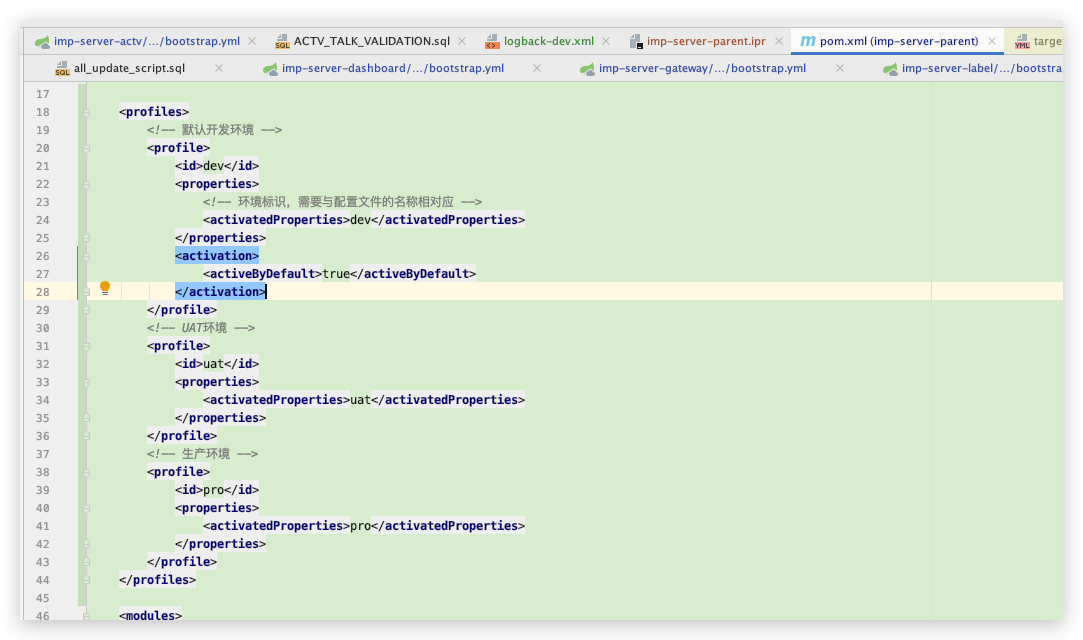 imp-server-actv/.../bootstrap.yml ACTV_TALK_VALIDATION.sql logback-dev.xml imp-server-parent.ipr pom.xml (imp-server-parent) target
all_update_script.sql imp-server-dashboard/.../bootstrap.yml imp-server-gateway/.../bootstrap.yml imp-server-label/.../bootstra
17
18 <profiles>
19 <!-- 默认开发环境 -->
20 <profile>
21 <id>dev</id>
22 <properties>
23 <!-- 环境标识，需要与配置文件的名称相对应 -->
24 <activatedProperties>dev</activatedProperties>
25 </properties>
26 <activation>
27 <activeByDefault>true</activeByDefault>
28 </activation>
29 </profile>
30 <!-- UAT环境 -->
31 <profile>
32 <id>uat</id>
33 <properties>
34 <activatedProperties>uat</activatedProperties>
35 </properties>
36 </profile>
37 <!-- 生产环境 -->
38 <profile>
39 <id>pro</id>
40 <properties>
41 <activatedProperties>pro</activatedProperties>
42 </properties>
43 </profile>
44 </profiles>
45
46 <modules>